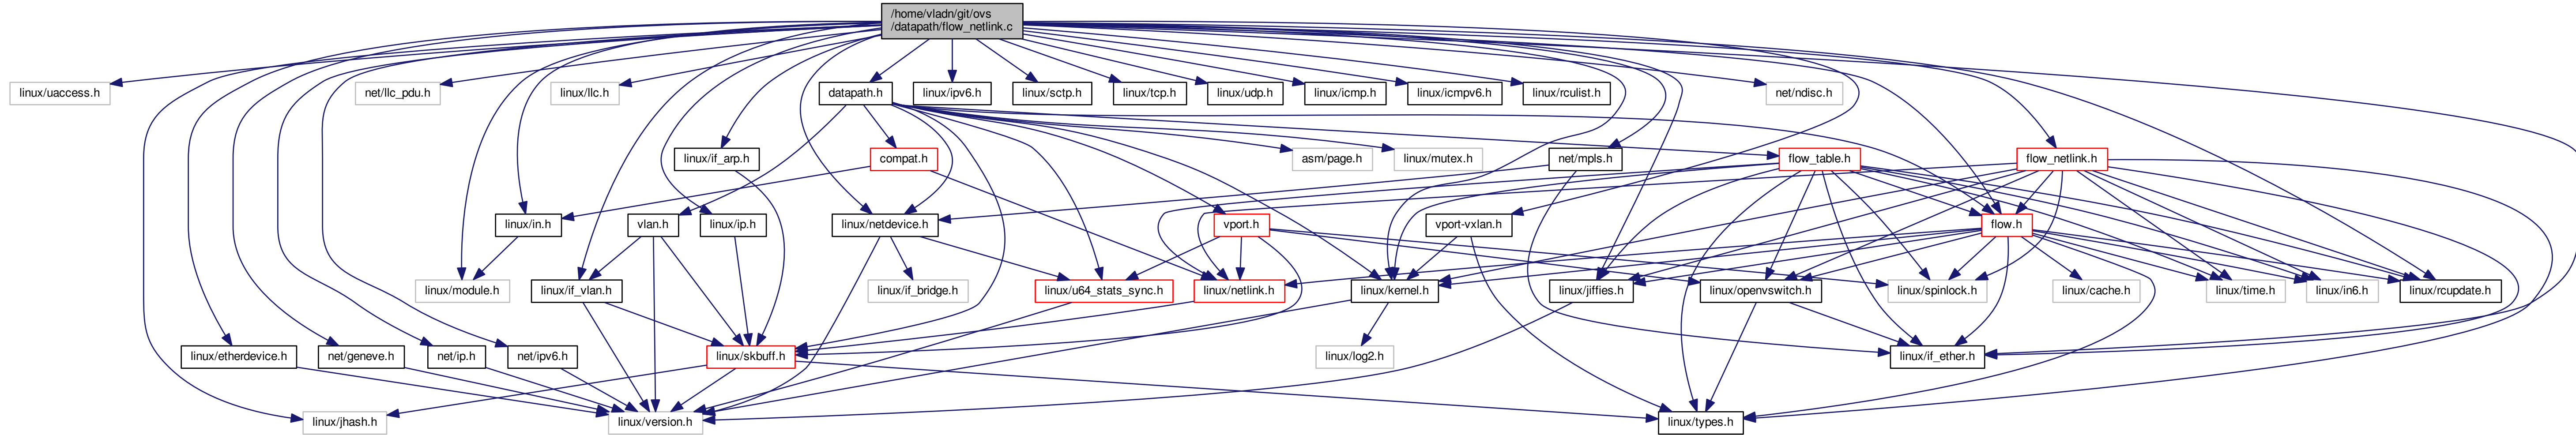 /home/vladn/git/ovs
/datapath/flow_netlink.c
linux/uaccess.h
net/llc_pdu.h
linux/llc.h
datapath.h
linux/ipv6.h
linux/sctp.h
linux/tcp.h
linux/udp.h
linux/icmp.h
linux/icmpv6.h
linux/rculist.h
net/ndisc.h
linux/if_arp.h
compat.h
asm/page.h
linux/mutex.h
net/mpls.h
flow_table.h
flow_netlink.h
linux/in.h
vlan.h
linux/ip.h
linux/netdevice.h
vport.h
vport-vxlan.h
flow.h
linux/module.h
linux/if_vlan.h
linux/if_bridge.h
linux/u64_stats_sync.h
linux/netlink.h
linux/kernel.h
linux/jiffies.h
linux/openvswitch.h
linux/spinlock.h
linux/cache.h
linux/time.h
linux/in6.h
linux/rcupdate.h
linux/etherdevice.h
net/geneve.h
net/ip.h
net/ipv6.h
linux/skbuff.h
linux/log2.h
linux/if_ether.h
linux/jhash.h
linux/version.h
linux/types.h